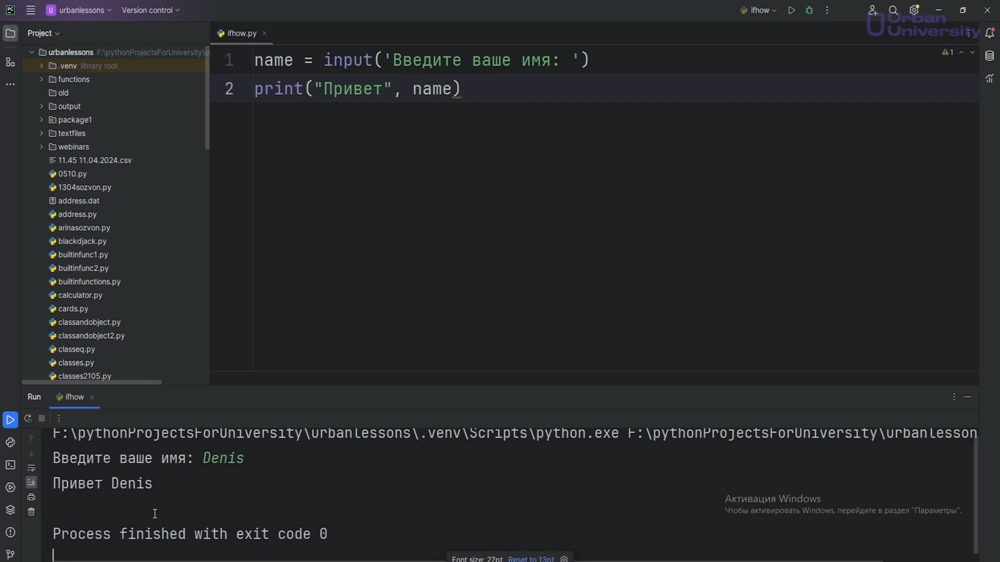 PC
U urbanlessons
Version control
ifhow
Urban
University
Project
ifhow.py
urbanlessons F:\pythonProjectsForUniversity\u
.venv library root
functions
old
output
package1
textfiles
webinars
11.45 11.04.2024.csv
0510.py
1304sozvon.py
address.dat
address.py
arinasozvon.py
blackdjack.py
builtinfunc1.py
builtinfunc2.py
builtinfunctions.py
calculator.py
cards.py
classandobject.py
classandobject2.py
classeq.py
classes.py
classes2105.py
1 name = input('Введите ваше имя: ')
2 print("Привет", name)
1
Run
ifhow
F:\pythonProjectsForUniversity\urbanlessons\.venv\Scripts\python.exe F:\pythonProjectsForUniversity\urbanlesson
Введите ваше имя: Denis
Привет Denis
Process finished with exit code 0
Активация Windows
Чтобы активировать Windows, перейдите в раздел "Параметры".
Font size: 27pt Reset to 13pt